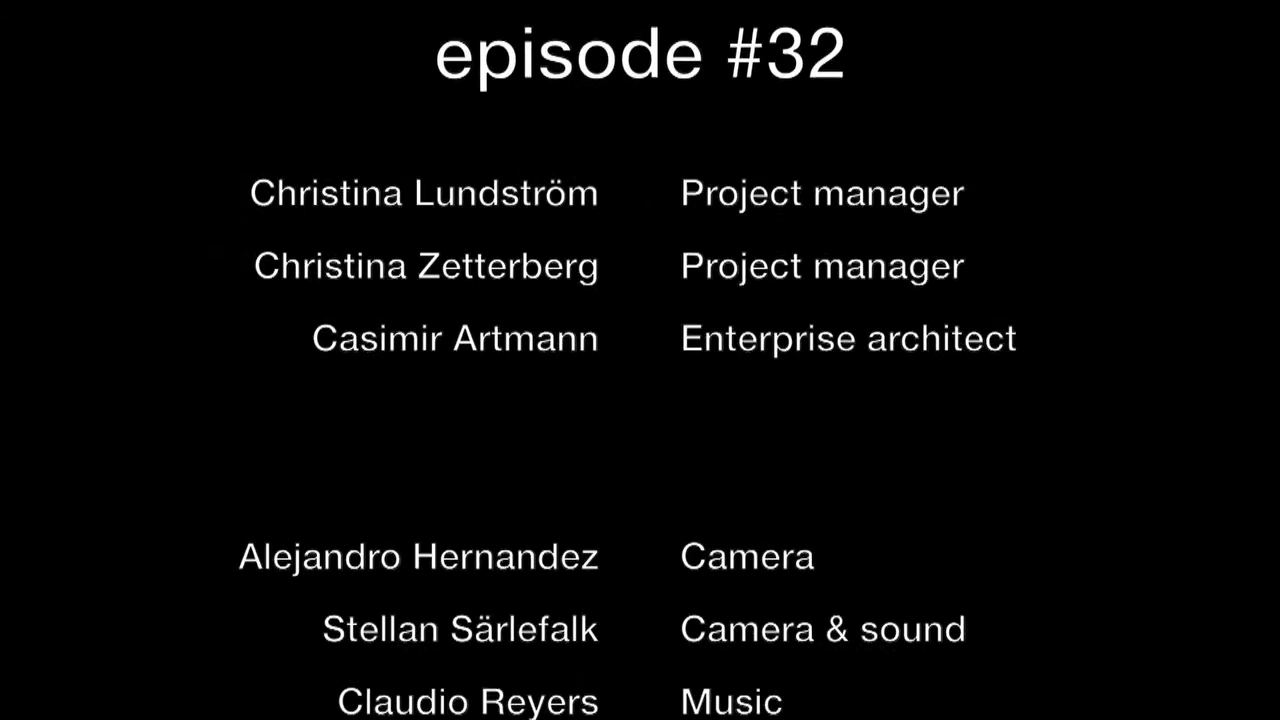 episode #32
Christina Lundström Project manager
Christina Zetterberg Project manager
Casimir Artmann Enterprise architect
Alejandro Hernandez Camera
Stellan Särlefalk Camera & sound
Claudio Reyers Music